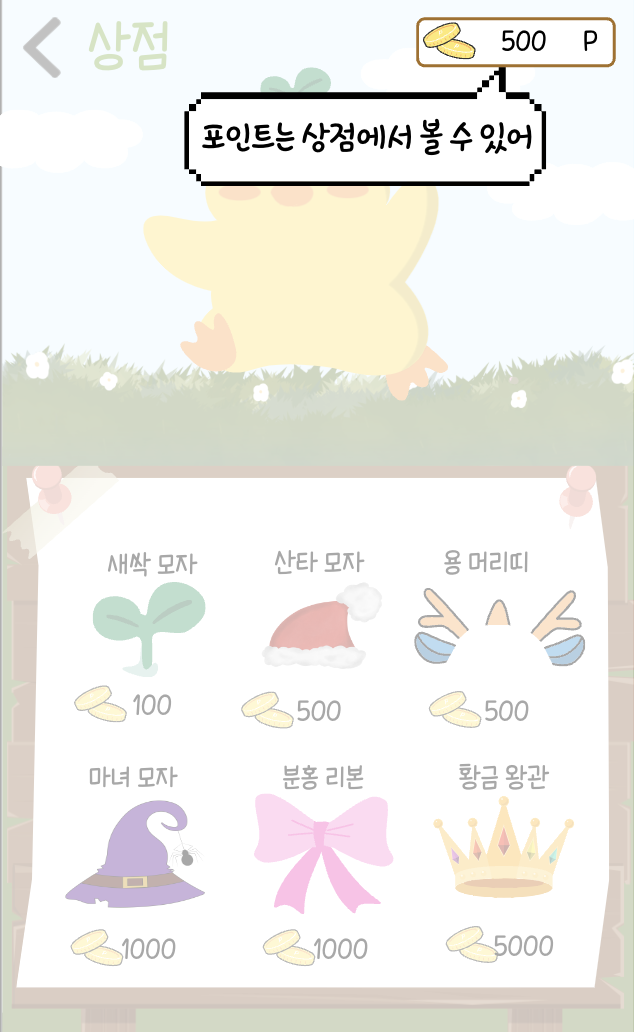 상점
500 P
포인트는 상점에서 볼 수 있어
새싹 모자 산타 모자 용 머리띠
100 500 500
마녀 모자 분홍 리본 황금 왕관
1000 1000 5000